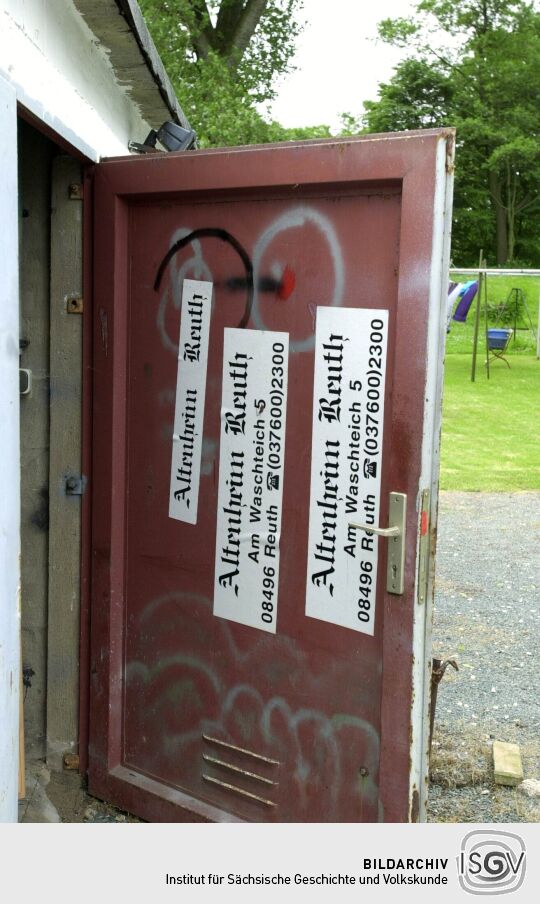 Altenheim Reuth
Altenheim Reuth
Am Waschteich 5
08496 Reuth ☎(037600)2300
Altenheim Reuth
Am Waschteich 5
08496 Reuth ☎(037600)2300
BILDARCHIV
Institut für Sächsische Geschichte und Volkskunde
ISGV